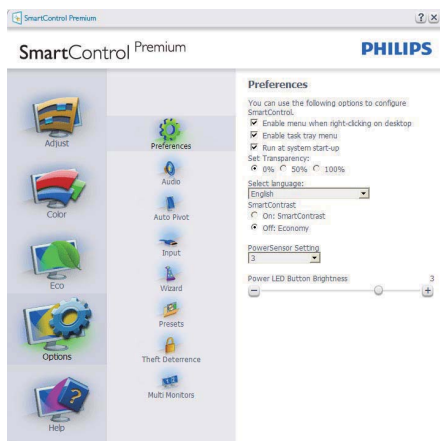 SmartControl Premium
SmartControl Premium
PHILIPS
Adjust
Color
Eco
Options
Help
Preferences
Audio
Auto Pivot
Input
Wizard
Presets
Theft Deterrence
Multi Monitors
Preferences
You can use the following options to configure
SmartControl.
Enable menu when right-clicking on desktop
Enable task tray menu
Run at system start-up
Set Transparency:
0% 50% 100%
Select language:
English
SmartContrast
On: SmartContrast
Off: Economy
PowerSensor Setting
3
Power LED Button Brightness 3